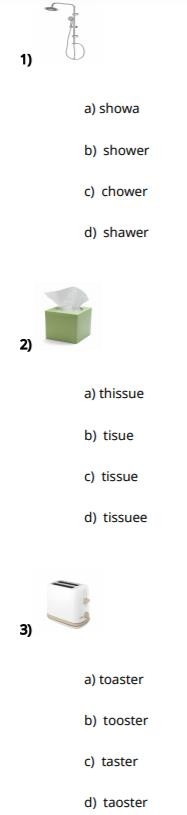 1)
a) showa
b) shower
c) chower
d) shawer
2)
a) thissue
b) tisue
c) tissue
d) tissuee
3)
a) toaster
b) tooster
c) taster
d) taoster